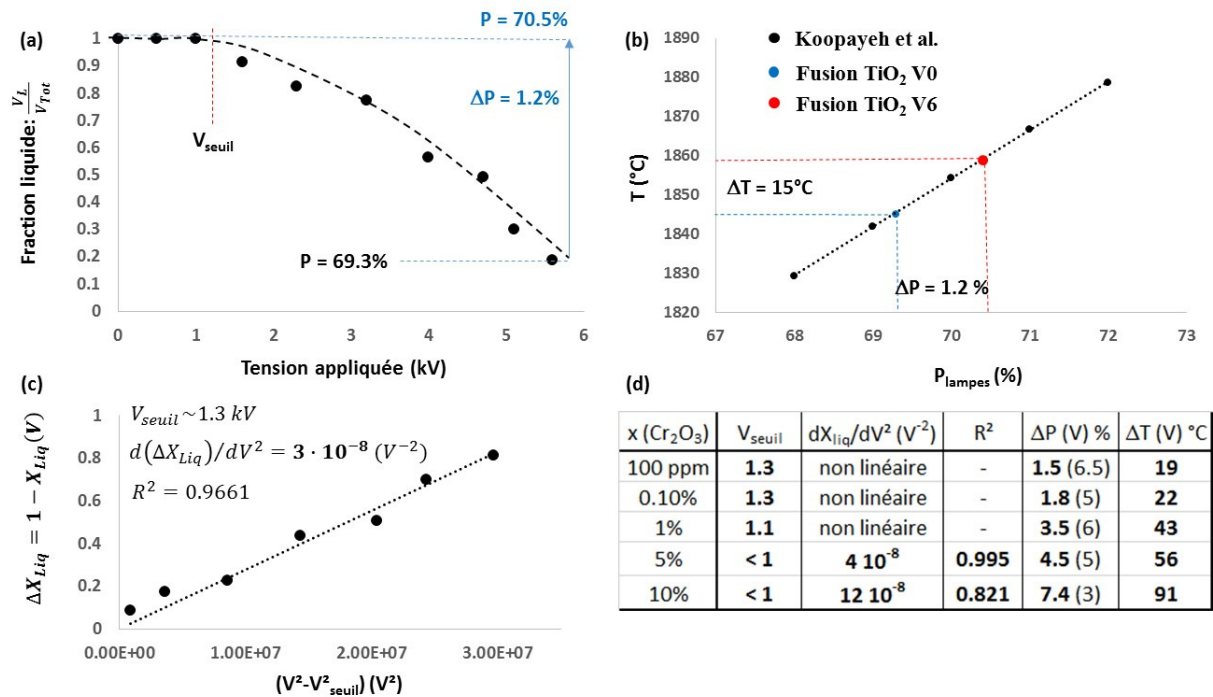 (a)
P = 70.5%
1
0.9
0.8
0.7
0.6
0.5
0.4
0.3
0.2
0.1
0
Fraction liquide: V_L/V_Tot
V_seuil
ΔP = 1.2%
P = 69.3%
0 1 2 3 4 5 6
Tension appliquée (kV)
(b)
1890
1880
1870
1860
1850
1840
1830
1820
T (°C)
Koopayeh et al.
Fusion TiO₂ V0
Fusion TiO₂ V6
ΔT = 15°C
ΔP = 1.2 %
67 68 69 70 71 72 73
P_lampes (%)
(c)
1
0.8
0.6
0.4
0.2
0
ΔX_Liq = 1 − X_Liq(V)
V_seuil~1.3 kV
d(ΔX_Liq)/dV² = 3 · 10⁻⁸ (V⁻²)
R² = 0.9661
0.00E+00 1.00E+07 2.00E+07 3.00E+07
(V²-V²_seuil) (V²)
(d)
x (Cr₂O₃) V_seuil dX_liq/dV² (V⁻²) R² ΔP (V) % ΔT (V) °C
100 ppm 1.3 non linéaire - 1.5 (6.5) 19
0.10% 1.3 non linéaire - 1.8 (5) 22
1% 1.1 non linéaire - 3.5 (6) 43
5% < 1 4 10⁻⁸ 0.995 4.5 (5) 56
10% < 1 12 10⁻⁸ 0.821 7.4 (3) 91